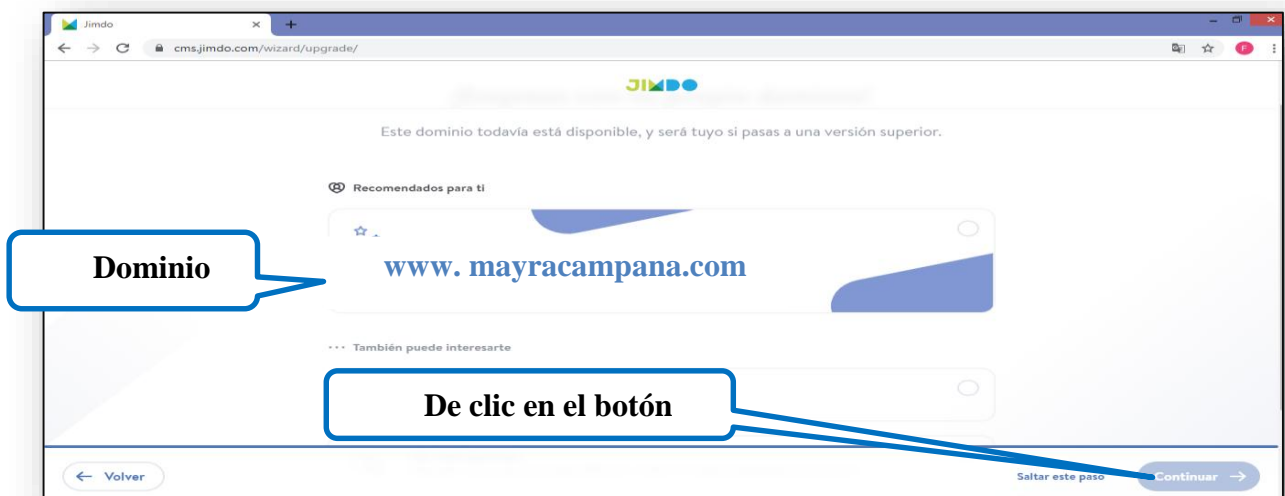 Jimdo
cms.jimdo.com/wizard/upgrade/
F
JIMDO
Este dominio todavía está disponible, y será tuyo si pasas a una versión superior.
Recomendados para ti
Dominio
www. mayracampana.com
También puede interesarte
De clic en el botón
Volver
Saltar este paso
Continuar